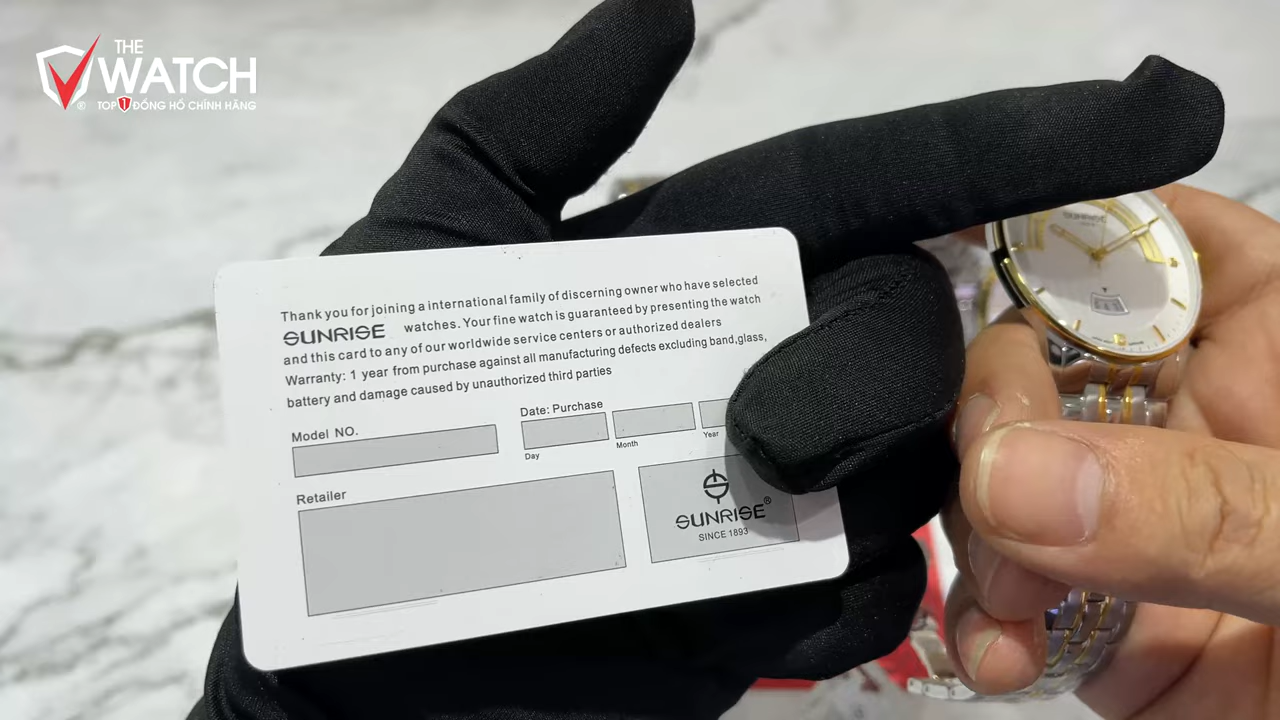 THE
WATCH
®
TOP 1 ĐỒNG HỒ CHÍNH HÃNG
Thank you for joining a international family of discerning owner who have selected
SUNRISE watches. Your fine watch is guaranteed by presenting the watch
and this card to any of our worldwide service centers or authorized dealers
Warranty: 1 year from purchase against all manufacturing defects excluding band,glass,
battery and damage caused by unauthorized third parties
Model NO.
Date: Purchase
Day
Month
Year
Retailer
SUNRISE®
SINCE 1893
SUNRISE